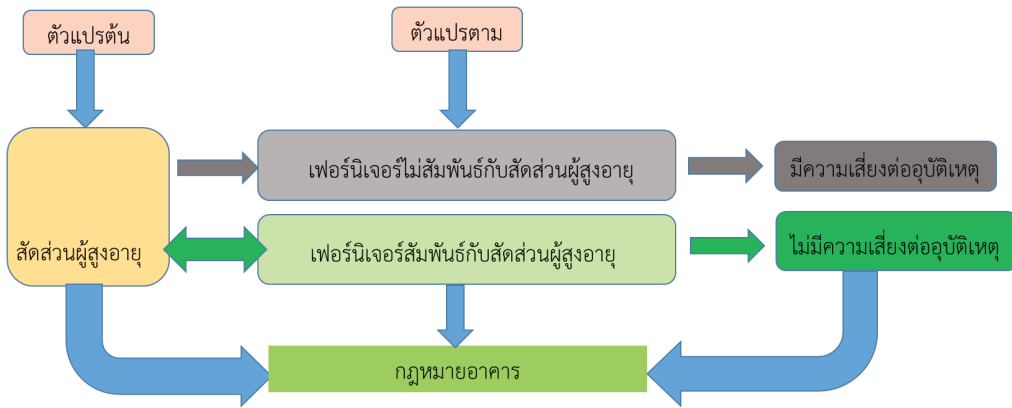 ตัวแปรต้น
ตัวแปรตาม
เฟอร์นิเจอร์ไม่สัมพันธ์กับสัดส่วนผู้สูงอายุ
มีความเสี่ยงต่ออุบัติเหตุ
สัดส่วนผู้สูงอายุ
เฟอร์นิเจอร์สัมพันธ์กับสัดส่วนผู้สูงอายุ
ไม่มีความเสี่ยงต่ออุบัติเหตุ
กฎหมายอาคาร